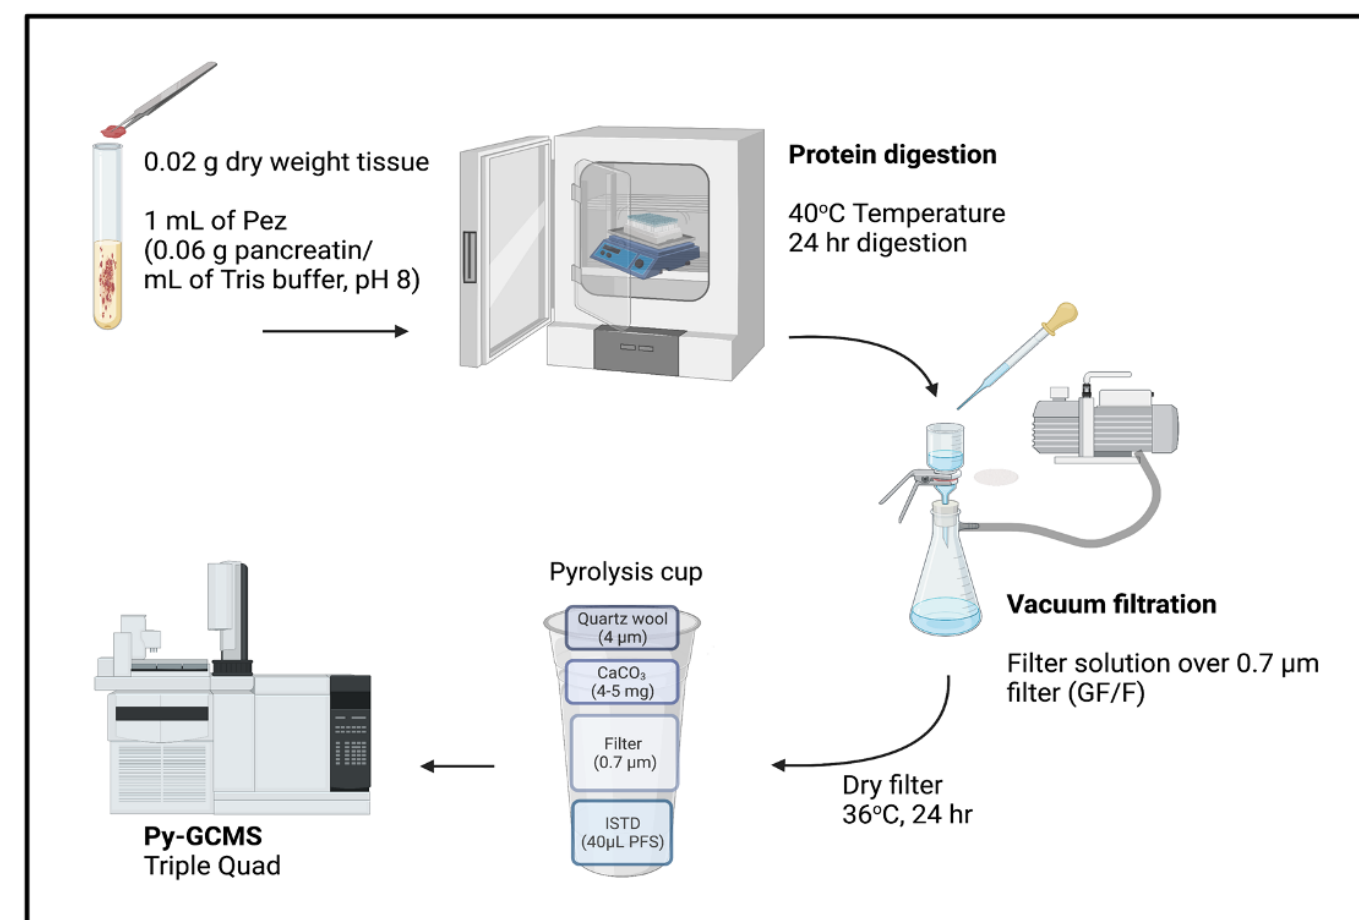 0.02 g dry weight tissue
1 mL of Pez
(0.06 g pancreatin/
mL of Tris buffer, pH 8)
Protein digestion
40°C Temperature
24 hr digestion
Vacuum filtration
Filter solution over 0.7 µm
filter (GF/F)
Dry filter
36°C, 24 hr
Pyrolysis cup
Quartz wool
(4 µm)
CaCO₃
(4-5 mg)
Filter
(0.7 µm)
ISTD
(40µL PFS)
Py-GCMS
Triple Quad